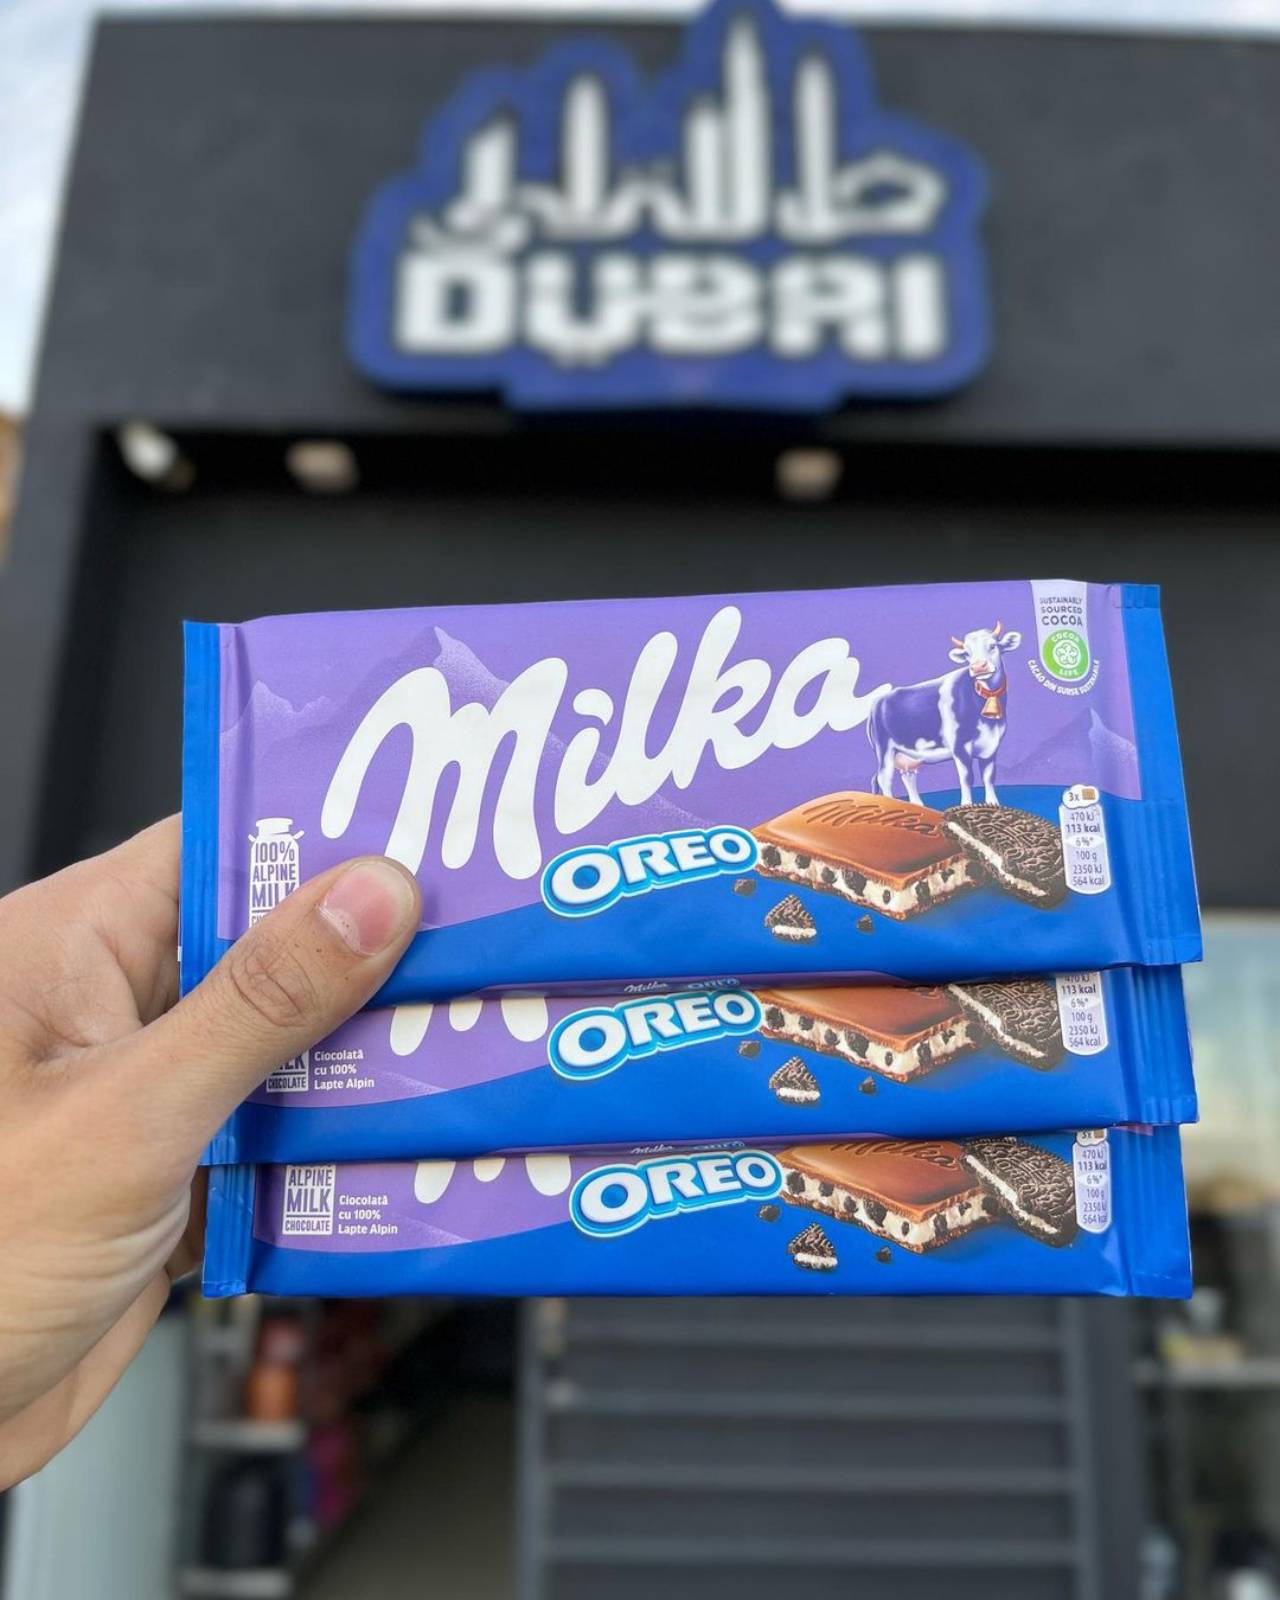 DUBAI
Milka
SUSTAINABLY
SOURCED
COCOA
COCOA
LIFE
CACAO DIN SURSE SUSTENABILE
100%
ALPINE
MILK
OREO
Milka
3x
470 kJ
113 kcal
6%*
100 g
2350 kJ
564 kcal
Milka OREO
OREO
470 kJ
113 kcal
6%*
100 g
2350 kJ
564 kcal
CHOCOLATE
Ciocolată
cu 100%
Lapte Alpin
Milka OREO
OREO
Milka
3x
470 kJ
113 kcal
6%*
100 g
2350 kJ
564 kcal
ALPINE
MILK
CHOCOLATE
Ciocolată
cu 100%
Lapte Alpin